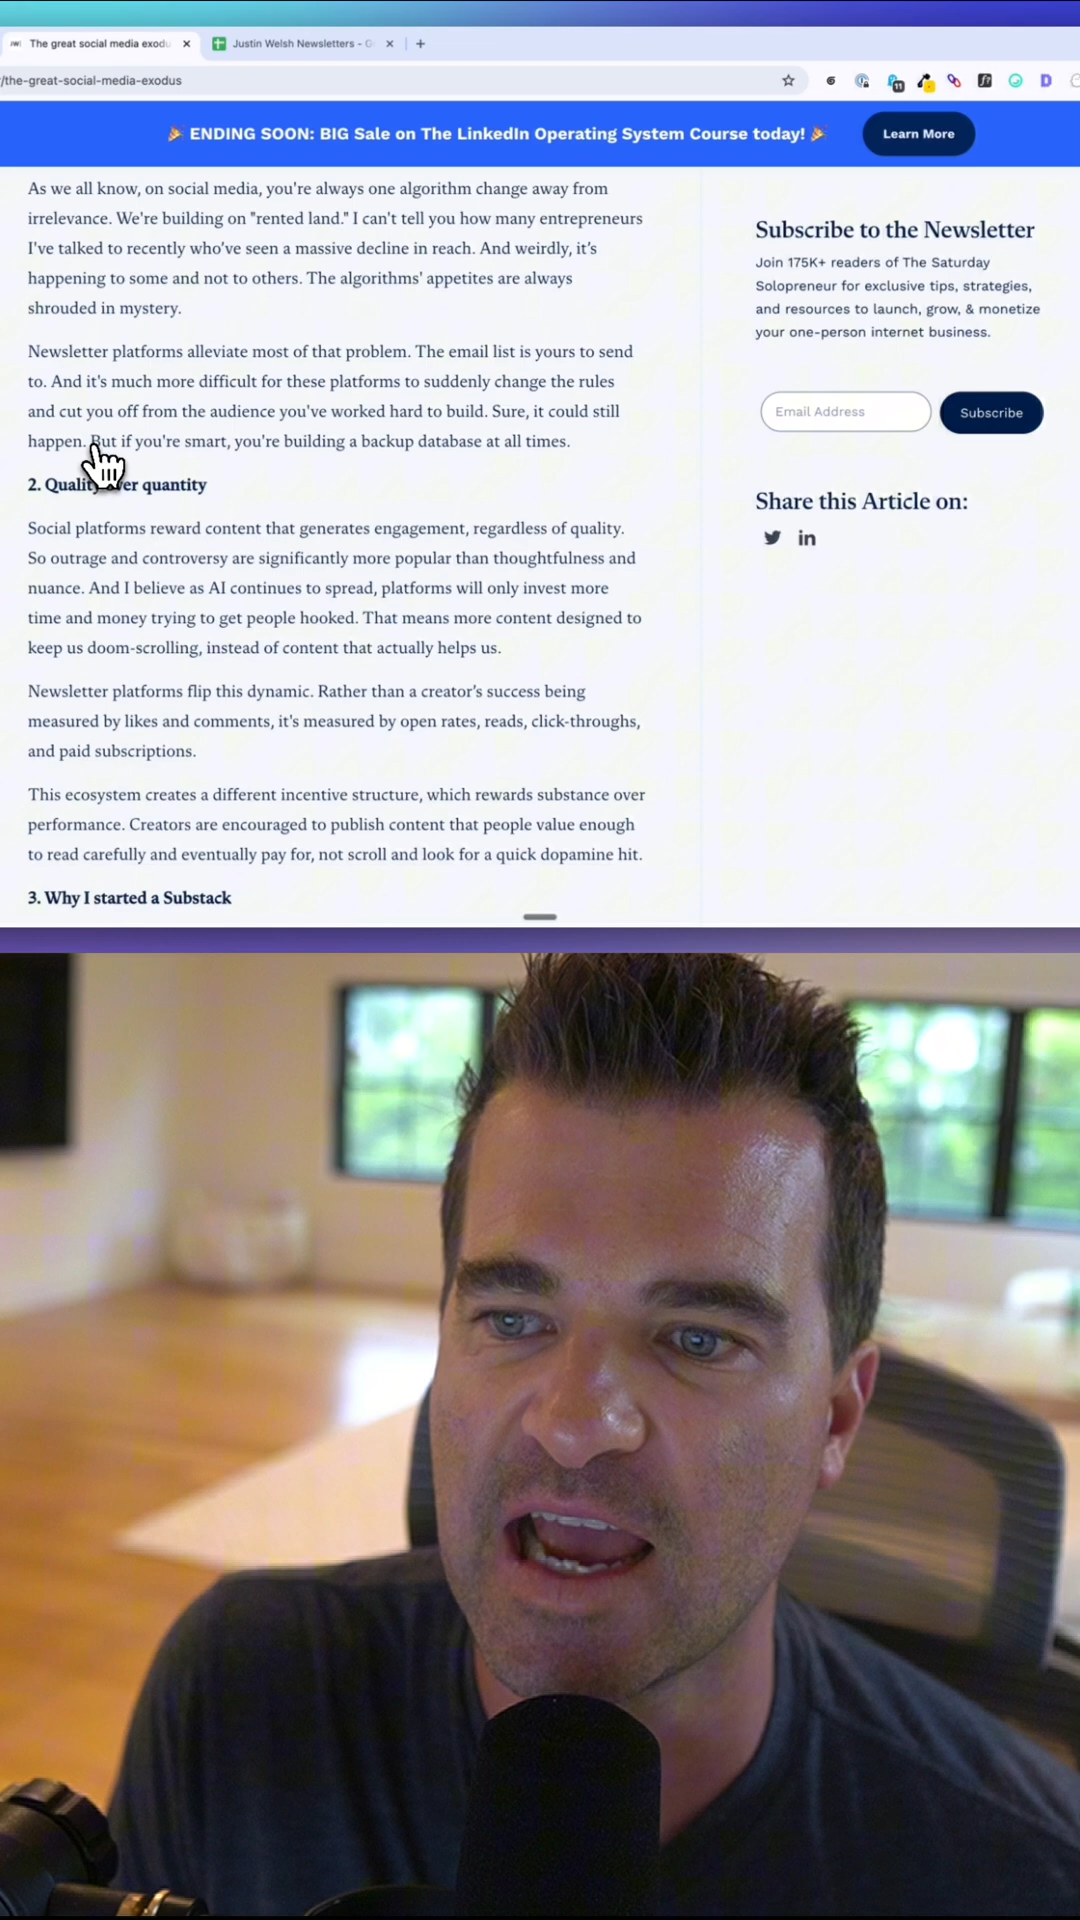 The great social media exodu
Justin Welsh Newsletters - G
/the-great-social-media-exodus
11
🎉 ENDING SOON: BIG Sale on The LinkedIn Operating System Course today! 🎉
Learn More
As we all know, on social media, you're always one algorithm change away from
irrelevance. We're building on "rented land." I can't tell you how many entrepreneurs
I've talked to recently who've seen a massive decline in reach. And weirdly, it's
happening to some and not to others. The algorithms' appetites are always
shrouded in mystery.
Newsletter platforms alleviate most of that problem. The email list is yours to send
to. And it's much more difficult for these platforms to suddenly change the rules
and cut you off from the audience you've worked hard to build. Sure, it could still
happen. But if you're smart, you're building a backup database at all times.
2. Quality over quantity
Social platforms reward content that generates engagement, regardless of quality.
So outrage and controversy are significantly more popular than thoughtfulness and
nuance. And I believe as AI continues to spread, platforms will only invest more
time and money trying to get people hooked. That means more content designed to
keep us doom-scrolling, instead of content that actually helps us.
Newsletter platforms flip this dynamic. Rather than a creator's success being
measured by likes and comments, it's measured by open rates, reads, click-throughs,
and paid subscriptions.
This ecosystem creates a different incentive structure, which rewards substance over
performance. Creators are encouraged to publish content that people value enough
to read carefully and eventually pay for, not scroll and look for a quick dopamine hit.
3. Why I started a Substack
Subscribe to the Newsletter
Join 175K+ readers of The Saturday
Solopreneur for exclusive tips, strategies,
and resources to launch, grow, & monetize
your one-person internet business.
Email Address
Subscribe
Share this Article on:
in